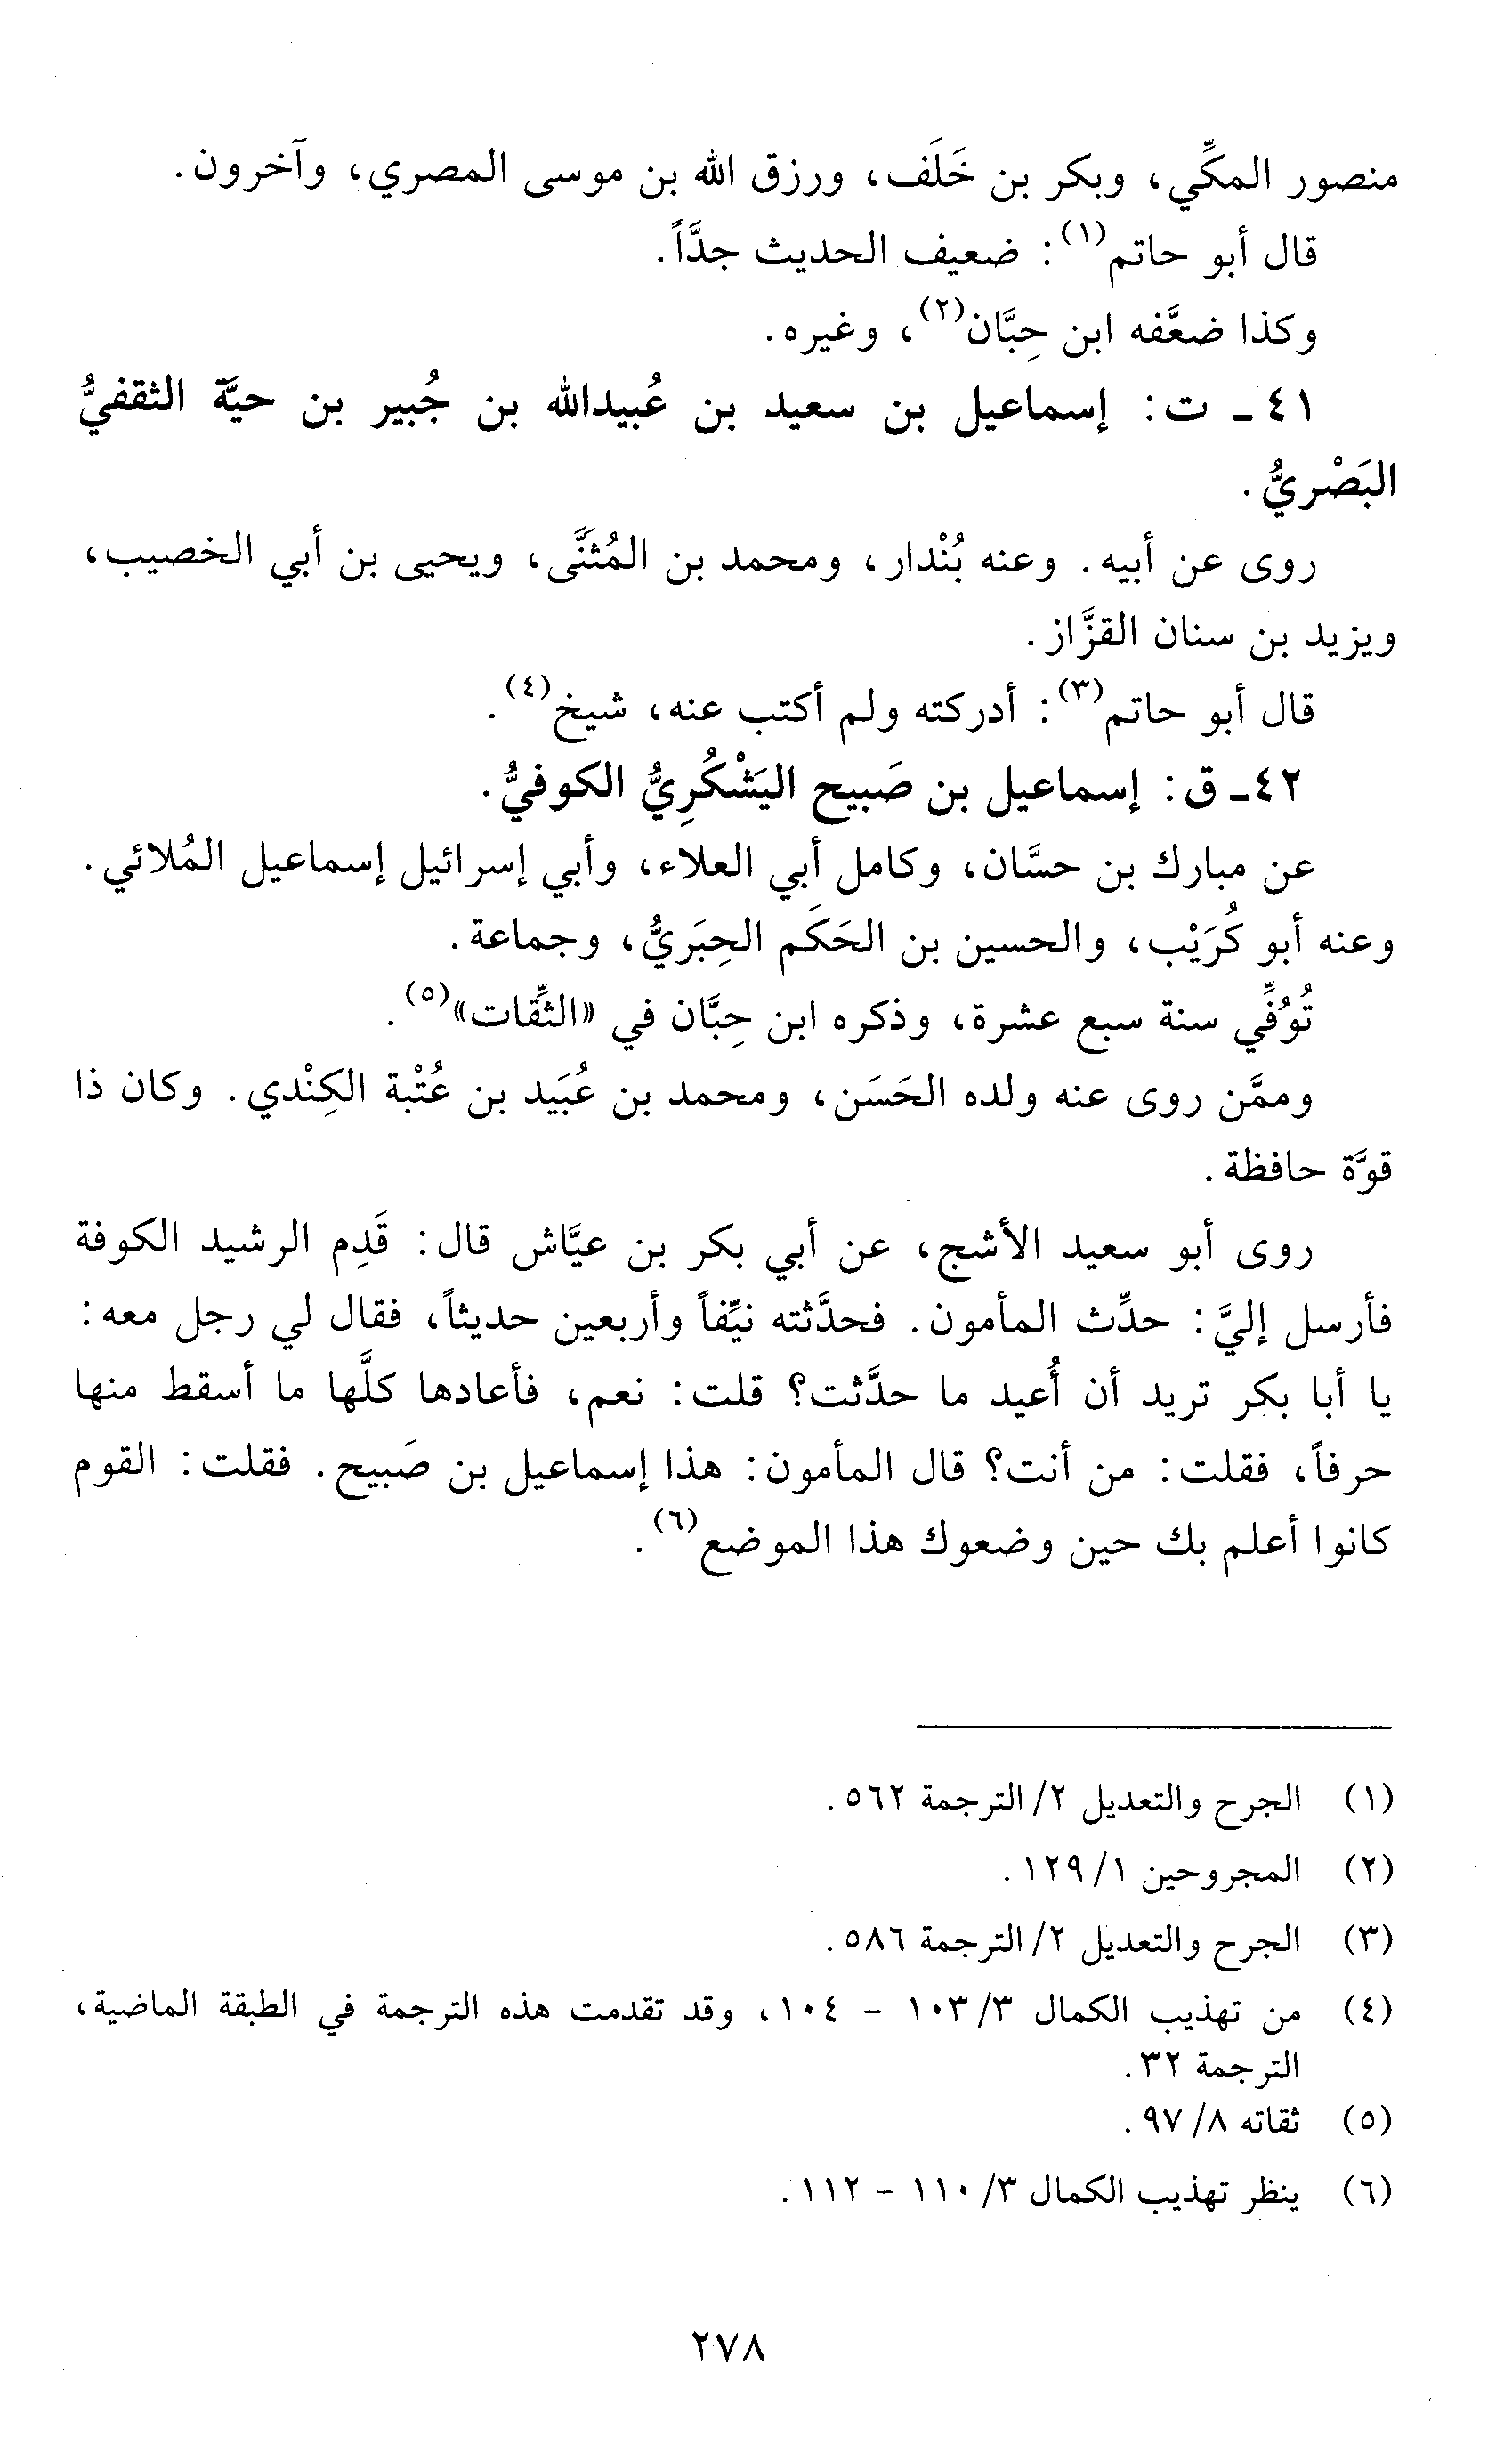 منصور المكِّي، وبكر بن خَلَف، ورزق الله بن موسى المصري، وآخرون.
قال أبو حاتم(١): ضعيف الحديث جدَّاً.
وكذا ضعَّفه ابن حِبَّان(٢)، وغيره.
٤١ ـ ت: إسماعيل بن سعيد بن عُبيدالله بن جُبير بن حيَّة الثقفيُّ
البَصْريُّ.
روى عن أبيه. وعنه بُنْدار، ومحمد بن المُثنَّى، ويحيى بن أبي الخصيب،
ويزيد بن سنان القزَّاز.
قال أبو حاتم(٣): أدركته ولم أكتب عنه، شيخ(٤).
٤٢ـ ق: إسماعيل بن صَبيح اليَشْكُرِيُّ الكوفيُّ.
عن مبارك بن حسَّان، وكامل أبي العلاء، وأبي إسرائيل إسماعيل المُلائي.
وعنه أبو كُرَيْب، والحسين بن الحَكَم الحِبَريُّ، وجماعة.
تُوُفِّي سنة سبع عشرة، وذكره ابن حِبَّان في «الثِّقات»(٥).
وممَّن روى عنه ولده الحَسَن، ومحمد بن عُبَيد بن عُتْبة الكِنْدي. وكان ذا
قوَّة حافظة.
روى أبو سعيد الأشج، عن أبي بكر بن عيَّاش قال: قَدِم الرشيد الكوفة
فأرسل إليَّ: حدِّث المأمون. فحدَّثته نيِّفاً وأربعين حديثاً، فقال لي رجل معه:
يا أبا بكر تريد أن أُعيد ما حدَّثت؟ قلت: نعم، فأعادها كلَّها ما أسقط منها
حرفاً، فقلت: من أنت؟ قال المأمون: هذا إسماعيل بن صَبيح. فقلت: القوم
كانوا أعلم بك حين وضعوك هذا الموضع(٦).
(١) الجرح والتعديل ٢/ الترجمة ٥٦٢.
(٢) المجروحين ١/ ١٢٩.
(٣) الجرح والتعديل ٢/ الترجمة ٥٨٦.
(٤) من تهذيب الكمال ٣/ ١٠٣ - ١٠٤، وقد تقدمت هذه الترجمة في الطبقة الماضية،
الترجمة ٣٢.
(٥) ثقاته ٨/ ٩٧.
(٦) ينظر تهذيب الكمال ٣/ ١١٠ - ١١٢.
٢٧٨